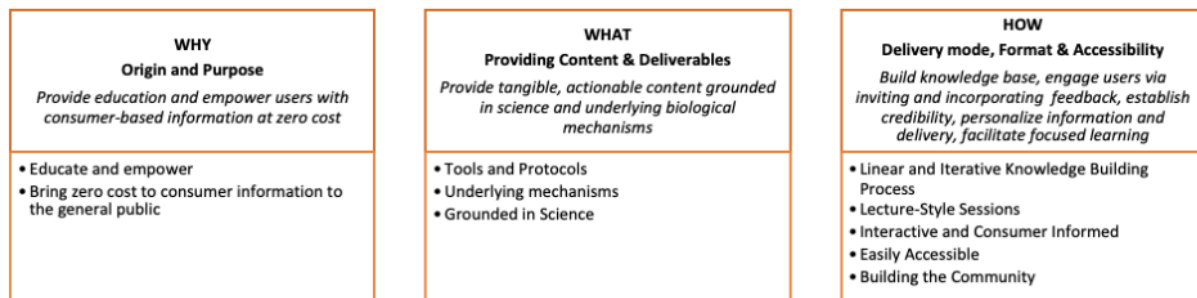 WHY
Origin and Purpose
Provide education and empower users with
consumer-based information at zero cost
• Educate and empower
• Bring zero cost to consumer information to
the general public
WHAT
Providing Content & Deliverables
Provide tangible, actionable content grounded
in science and underlying biological
mechanisms
• Tools and Protocols
• Underlying mechanisms
• Grounded in Science
HOW
Delivery mode, Format & Accessibility
Build knowledge base, engage users via
inviting and incorporating feedback, establish
credibility, personalize information and
delivery, facilitate focused learning
• Linear and Iterative Knowledge Building
Process
• Lecture-Style Sessions
• Interactive and Consumer Informed
• Easily Accessible
• Building the Community